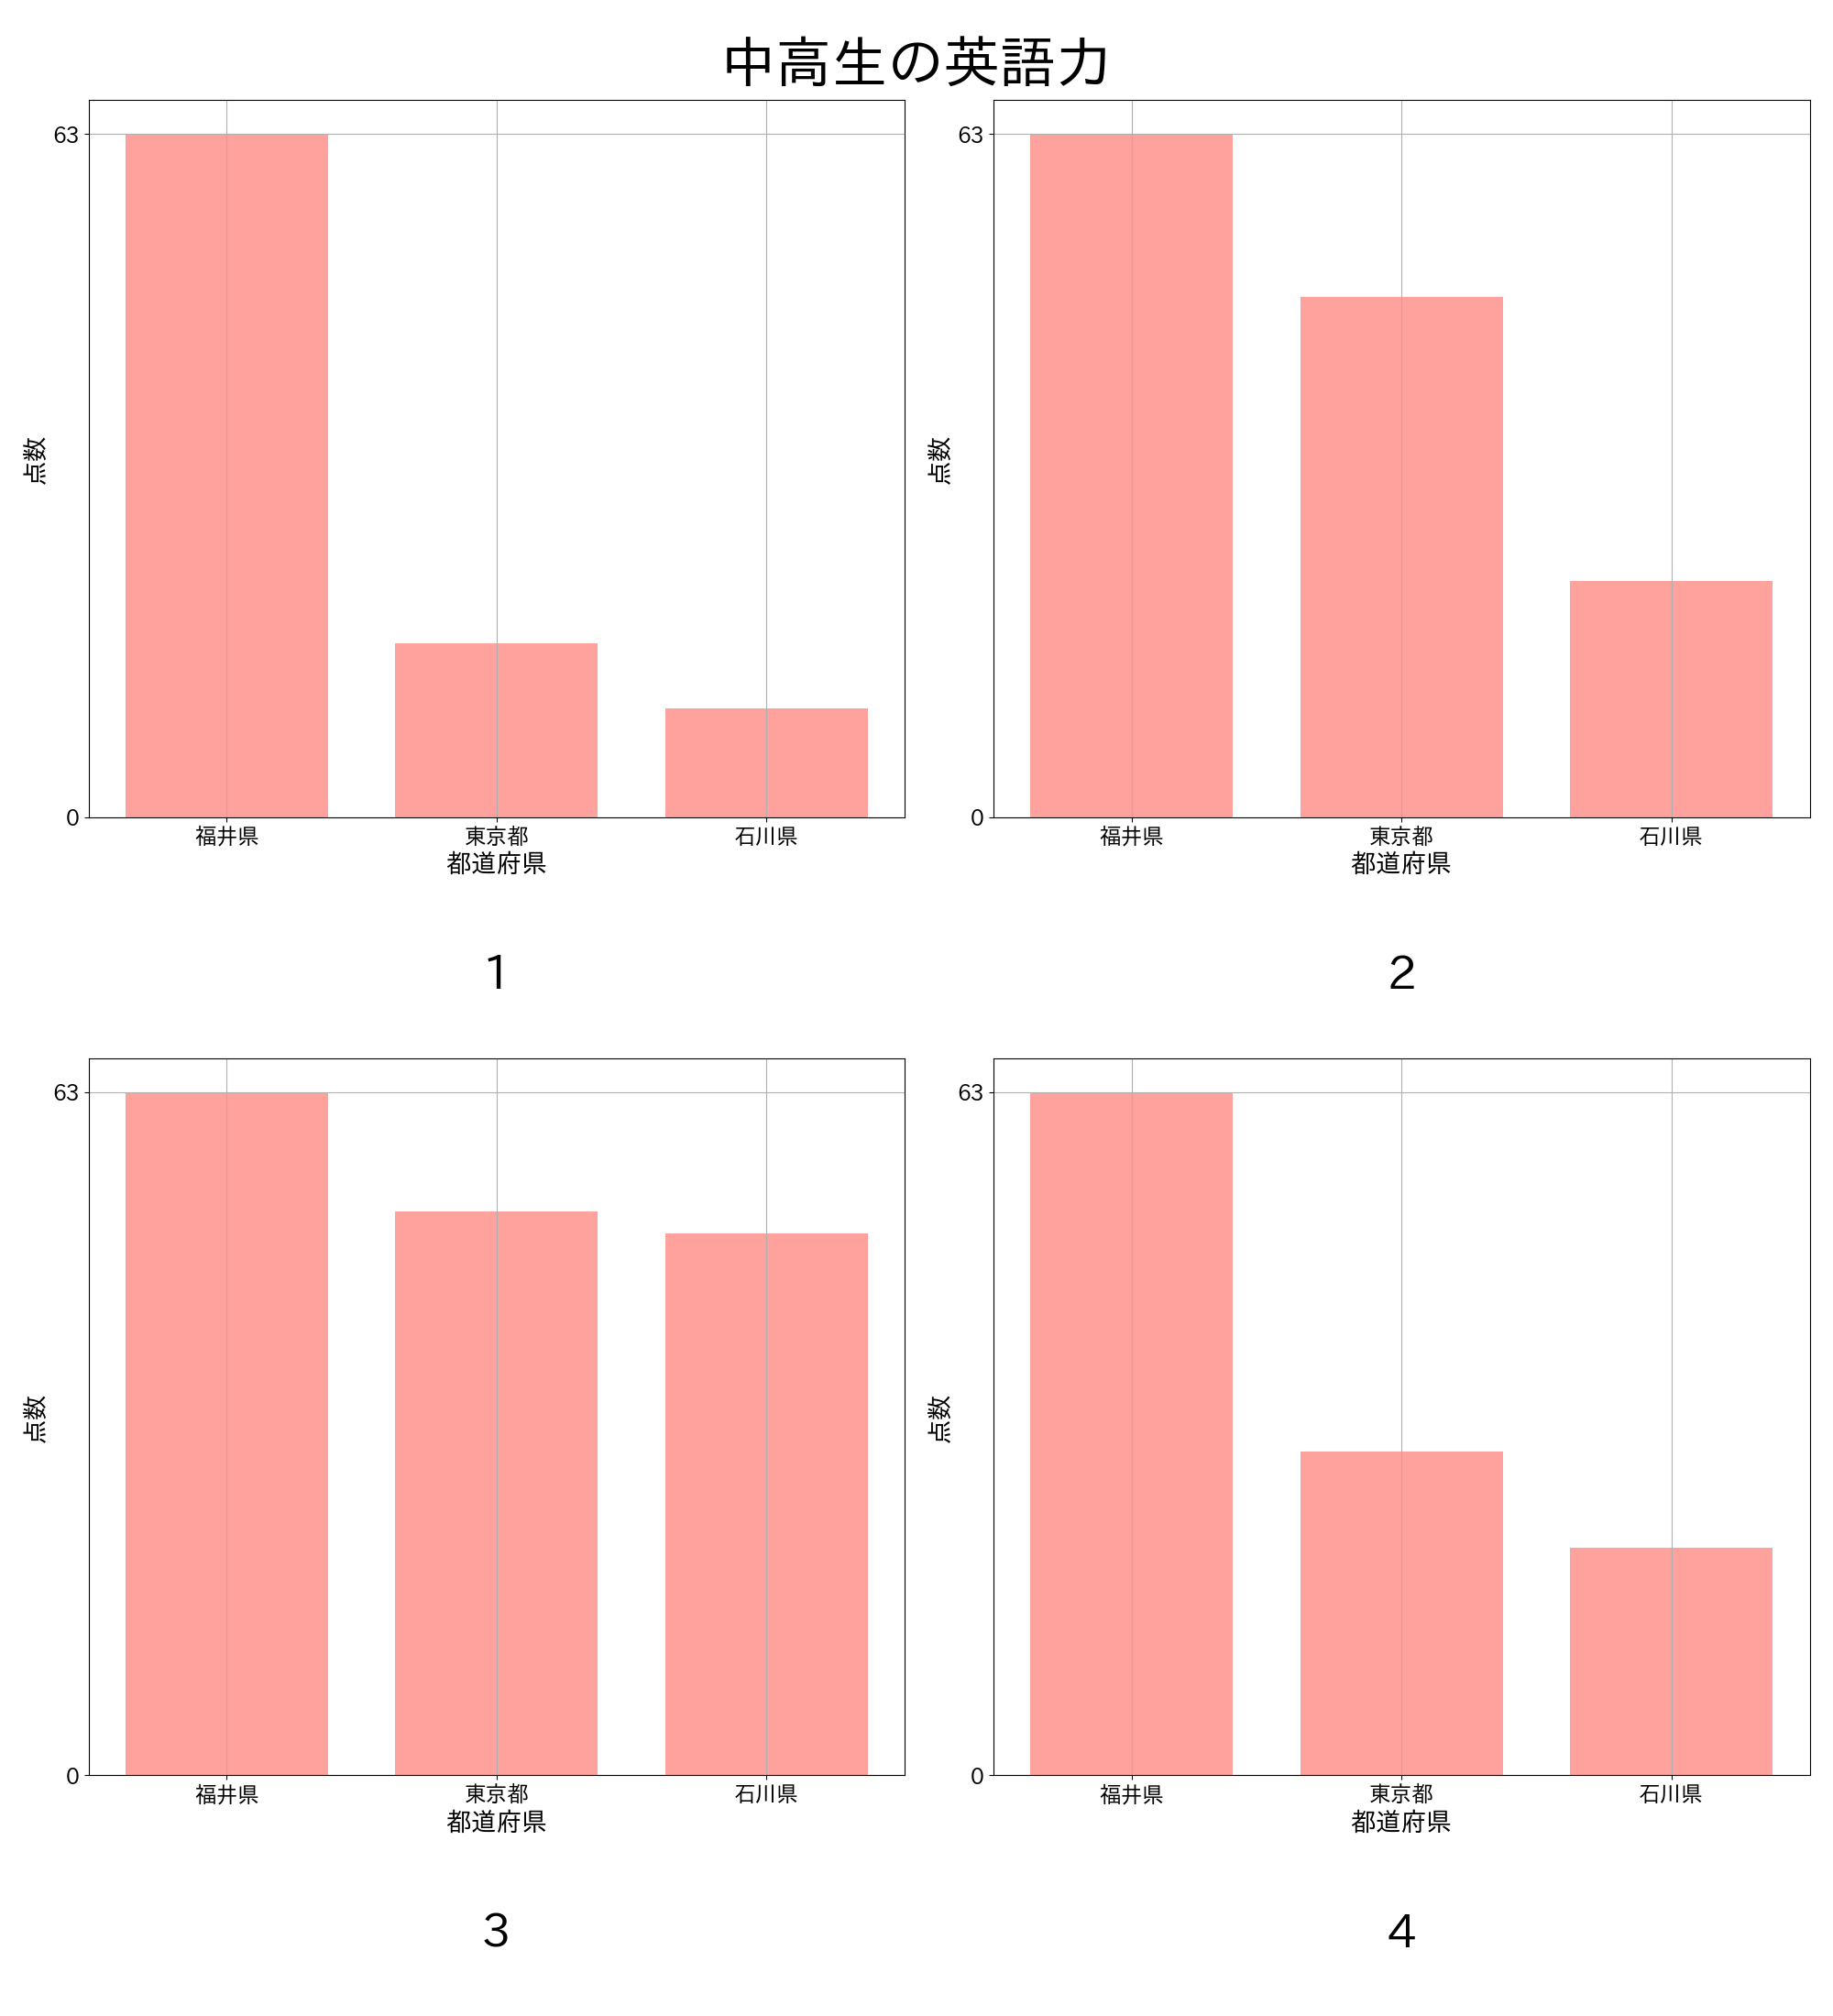 中高生の英語力
63
0
点数
福井県 東京都 石川県
都道府県
1
63
0
点数
福井県 東京都 石川県
都道府県
2
63
0
点数
福井県 東京都 石川県
都道府県
3
63
0
点数
福井県 東京都 石川県
都道府県
4